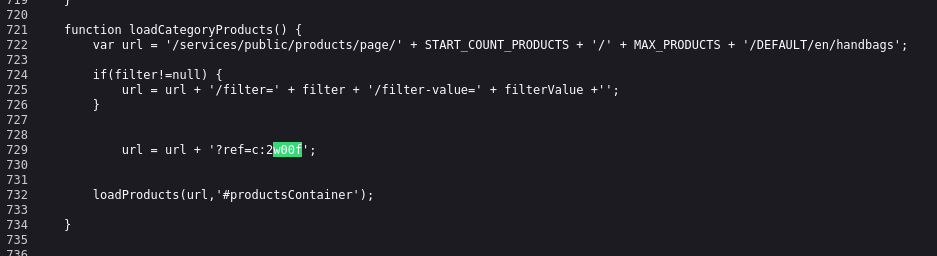 719     }
720
721     function loadCategoryProducts() {
722         var url = '/services/public/products/page/' + START_COUNT_PRODUCTS + '/' + MAX_PRODUCTS + '/DEFAULT/en/handbags';
723
724         if(filter!=null) {
725             url = url + '/filter=' + filter + '/filter-value=' + filterValue +'';
726         }
727
728
729             url = url + '?ref=c:2w00f';
730
731
732         loadProducts(url,'#productsContainer');
733
734     }
735
736